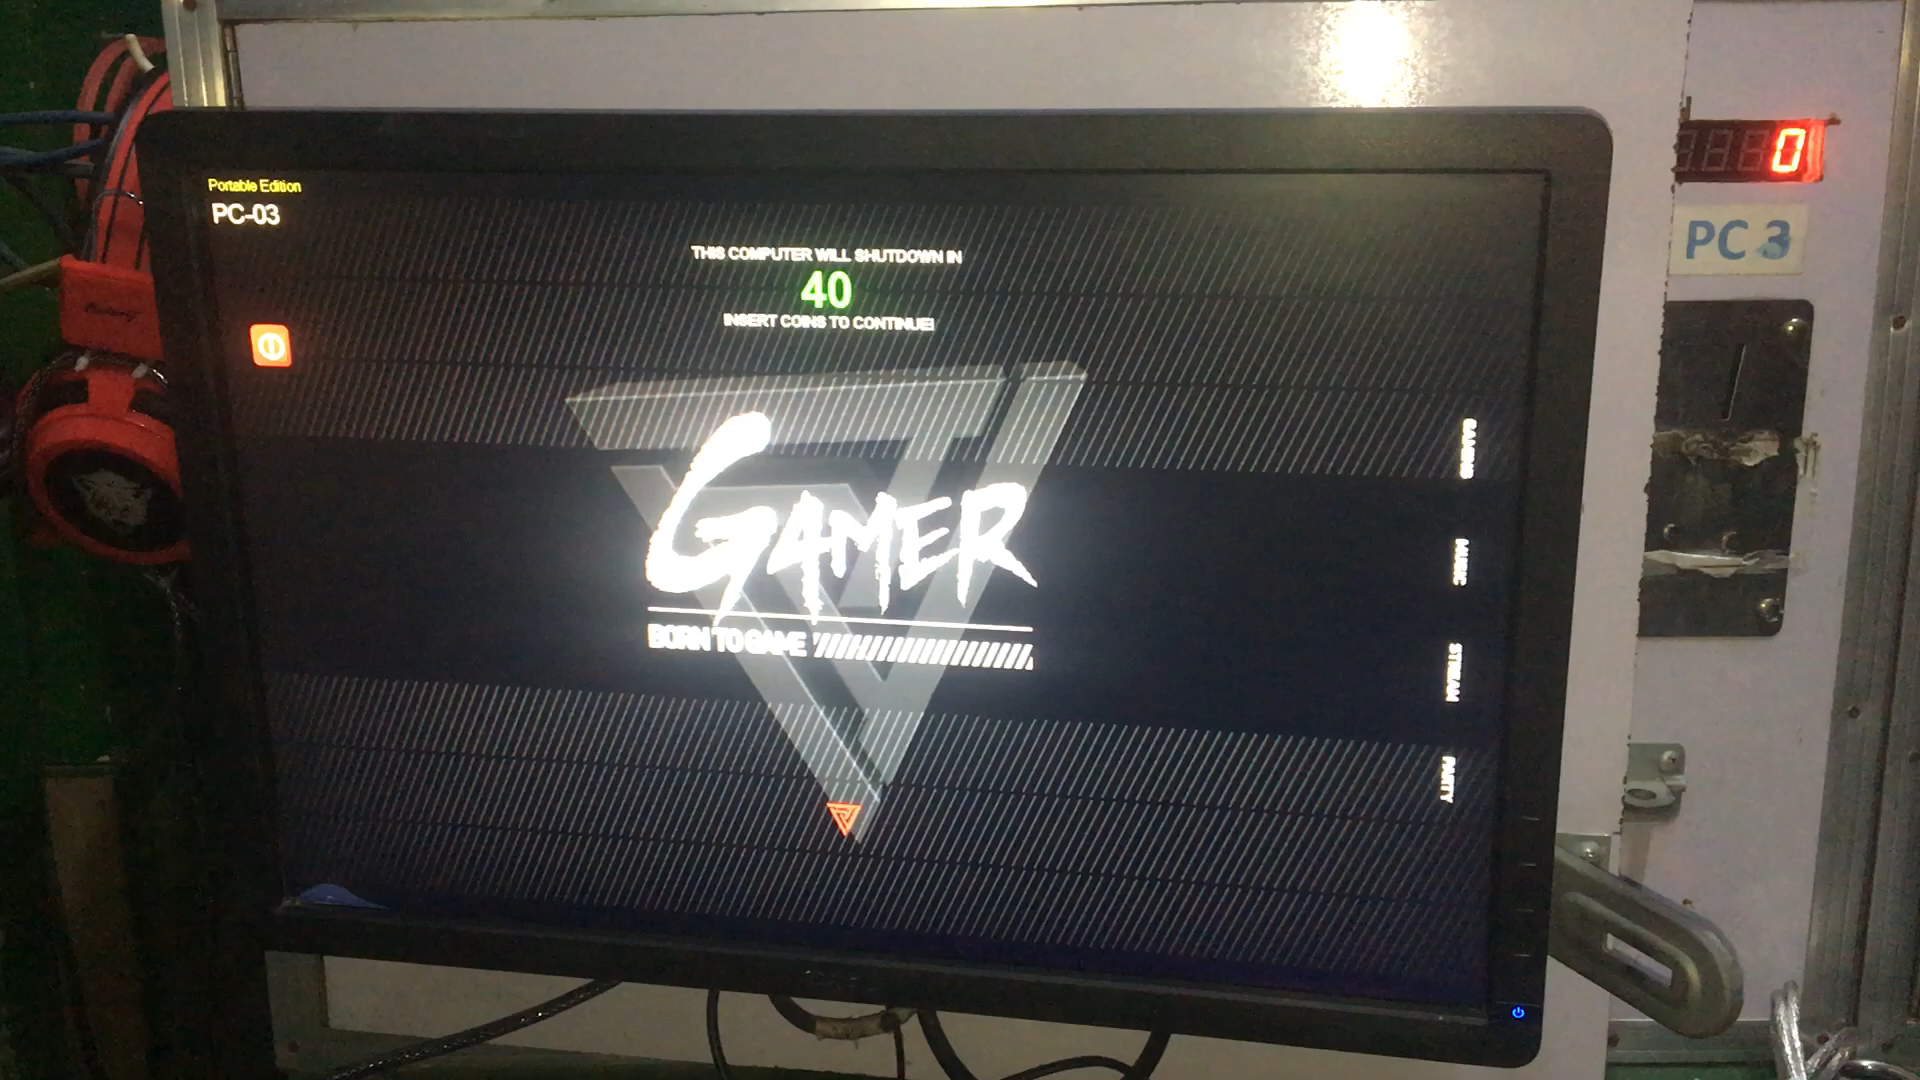 Portable Edition
PC-03
THIS COMPUTER WILL SHUTDOWN IN
40
INSERT COINS TO CONTINUE!
GAMER
BORN TO GAME
GAMING
MUSIC
STREAM
PARTY
0
PC 3